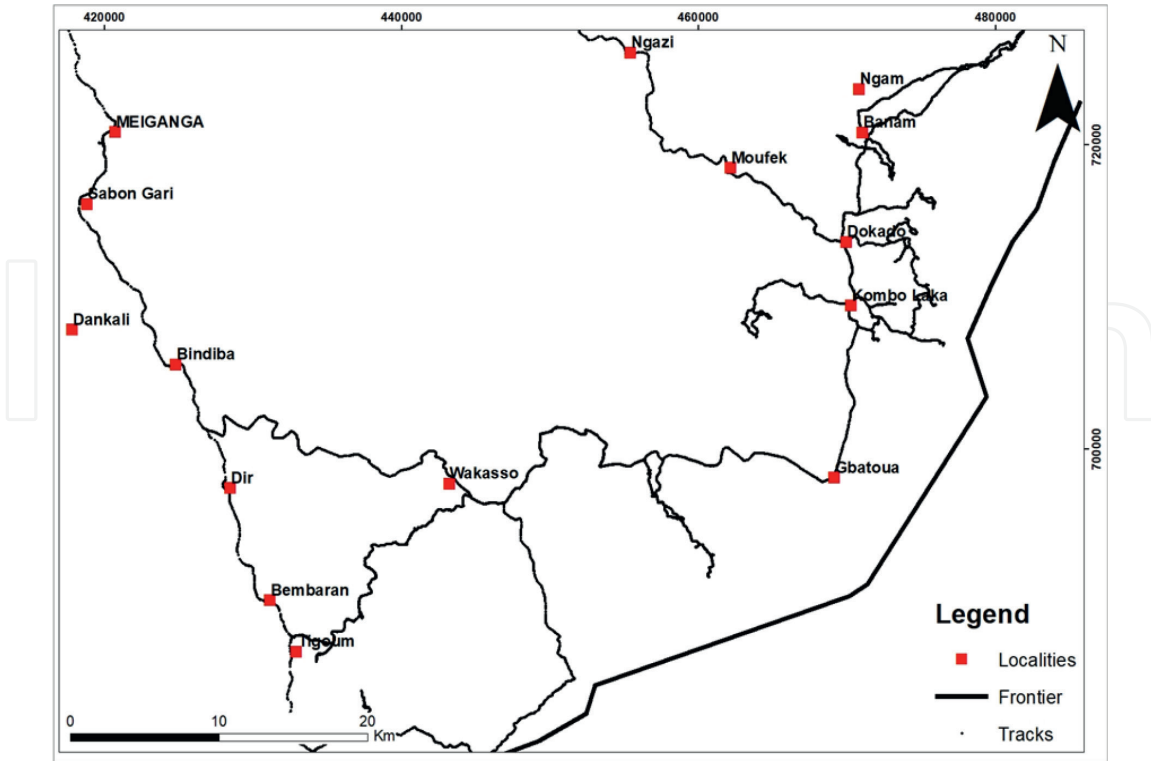 420000
440000
460000
480000
N
Ngazi
Ngam
MEIGANGA
Banam
720000
Moufek
Sabon Gari
Dokado
Kombo Laka
Dankali
Bindiba
700000
Gbatoua
Wakasso
Dir
Bembaran
Legend
Localities
Frontier
Tracks
0 10 20
Km